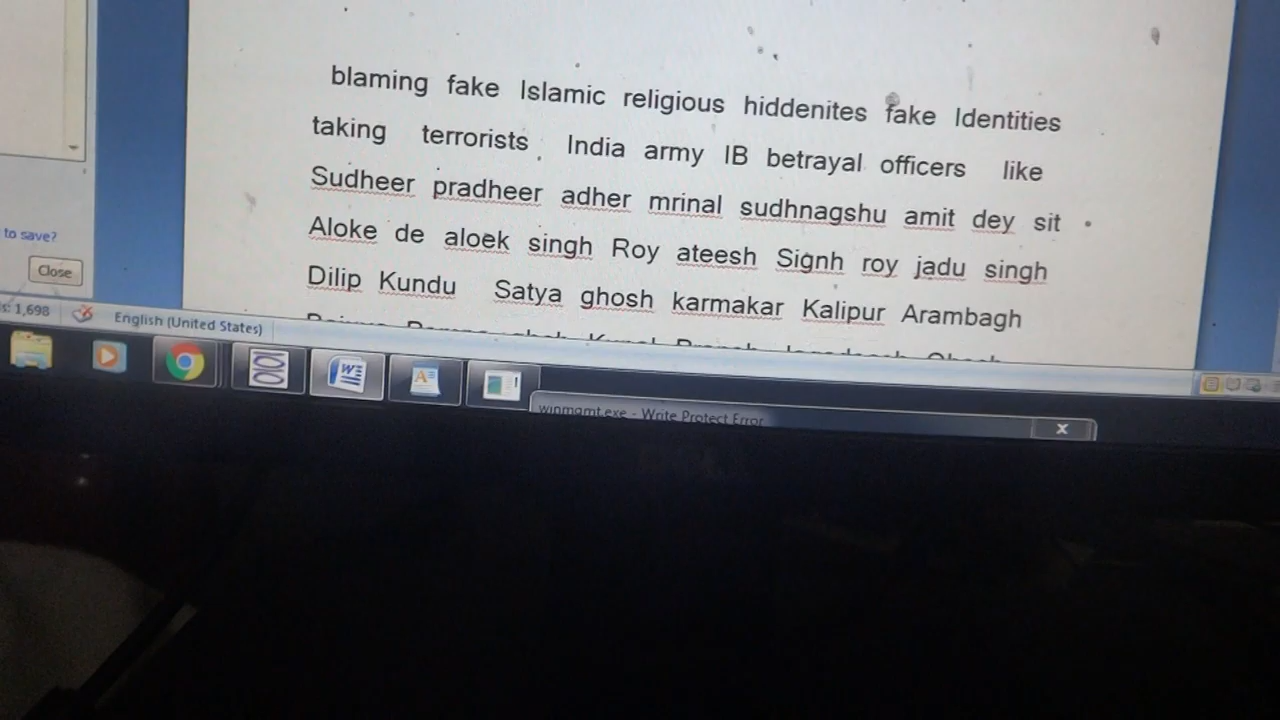 blaming fake Islamic religious hiddenites fake Identities
taking terrorists India army IB betrayal officers like
Sudheer pradheer adher mrinal sudhnagshu amit dey sit
Aloke de aloek singh Roy ateesh Signh roy jadu singh
Dilip Kundu Satya ghosh karmakar Kalipur Arambagh
to save?
Close
s: 1,698 English (United States)
winmgmt.exe - Write Protect Error